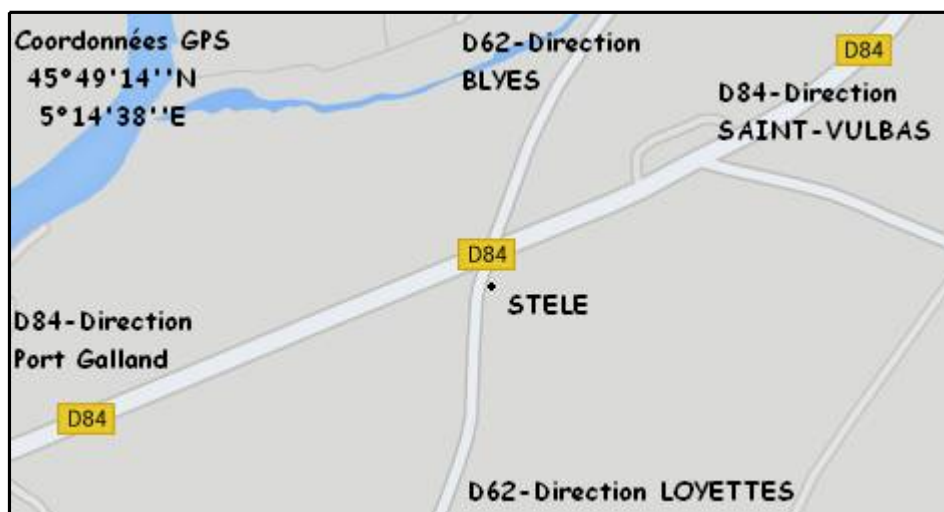 Coordonnées GPS
45°49'14''N
5°14'38''E
D62-Direction
BLYES
D84
D84-Direction
SAINT-VULBAS
D84
STELE
D84-Direction
Port Galland
D84
D62-Direction LOYETTES